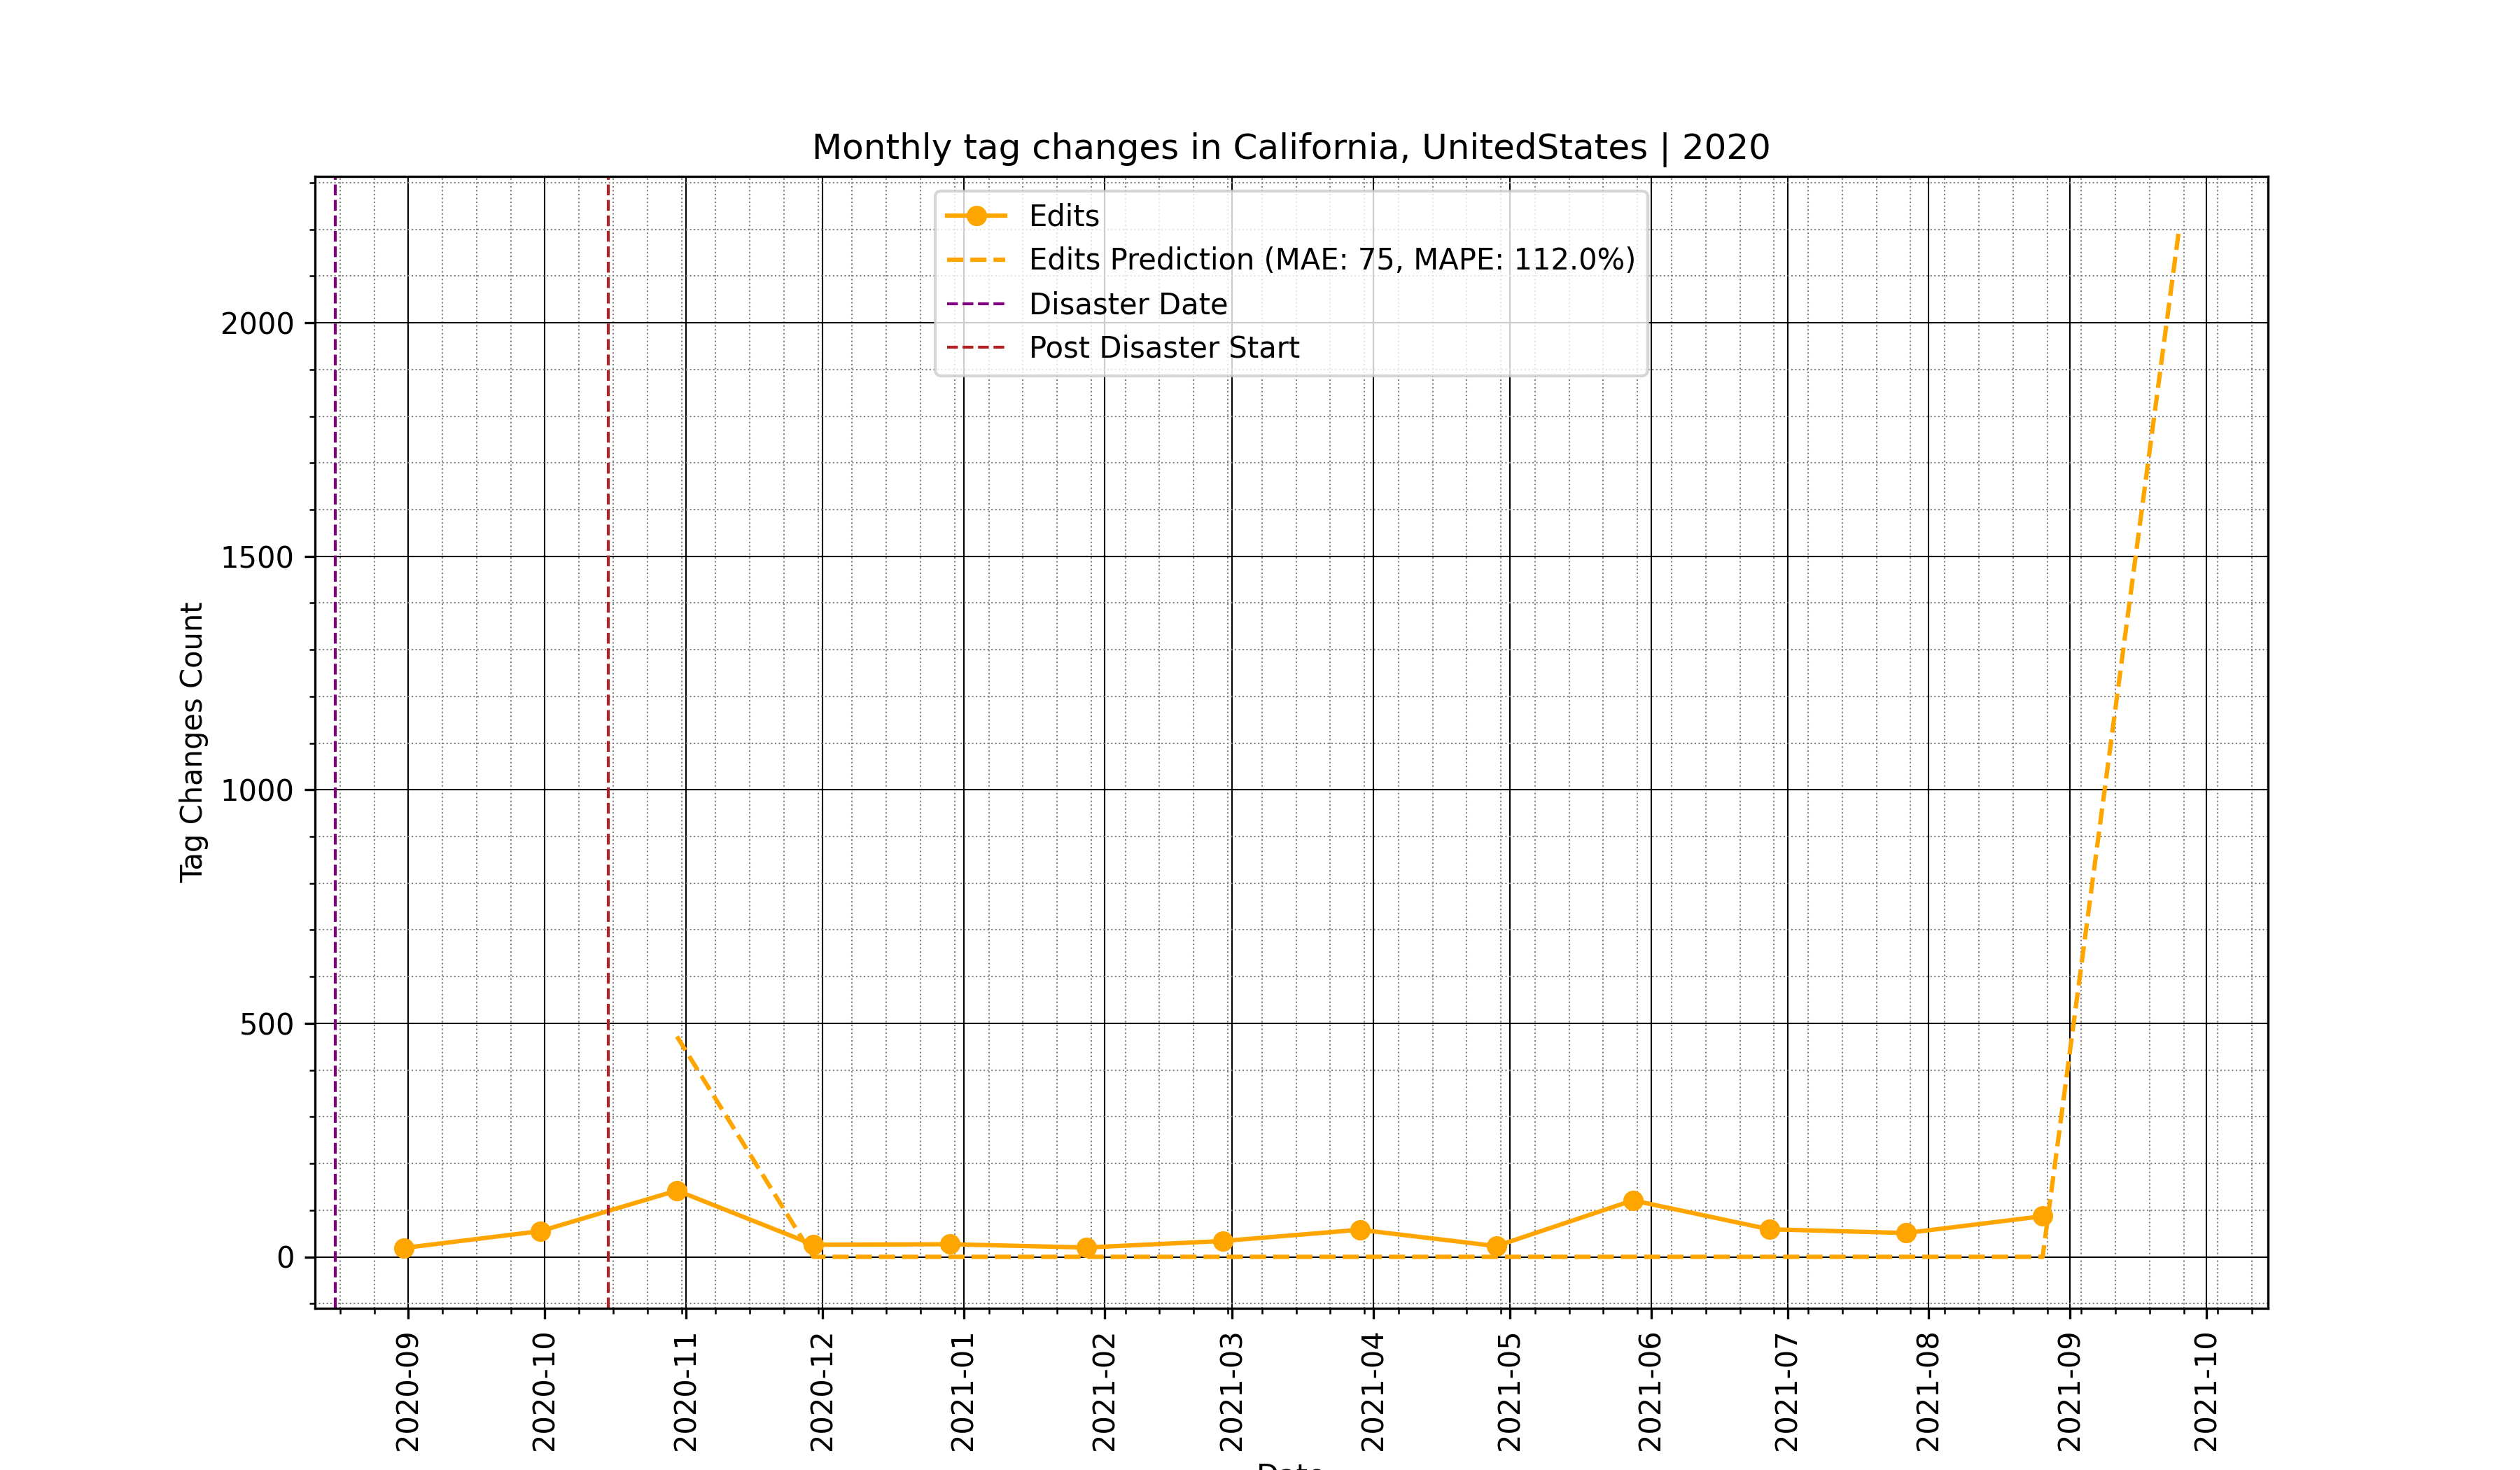 Monthly tag changes in California, UnitedStates | 2020
Edits
Edits Prediction (MAE: 75, MAPE: 112.0%)
Disaster Date
Post Disaster Start
Tag Changes Count
2000
1500
1000
500
0
2020-09
2020-10
2020-11
2020-12
2021-01
2021-02
2021-03
2021-04
2021-05
2021-06
2021-07
2021-08
2021-09
2021-10
Date